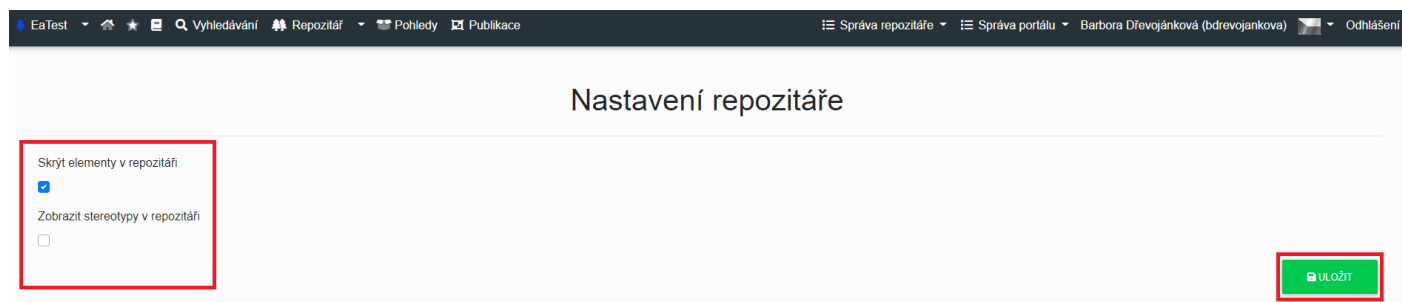 EaTest Vyhledávání Repozitář Pohledy Publikace Správa repozitáře Správa portálu Barbora Dřevojánková (bdrevojankova) Odhlášení
Nastavení repozitáře
Skrýt elementy v repozitáři
Zobrazit stereotypy v repozitáři
ULOŽIT